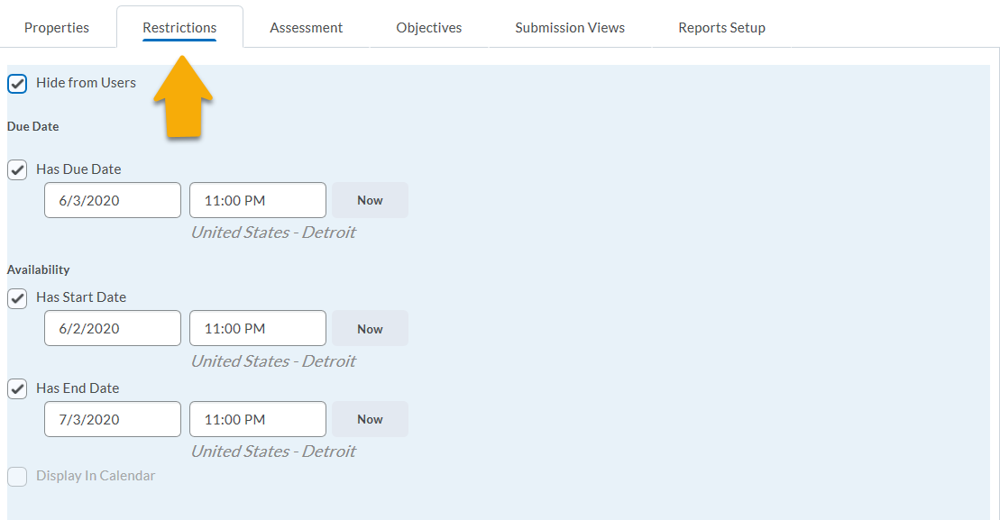 Properties Restrictions Assessment Objectives Submission Views Reports Setup
Hide from Users
Due Date
Has Due Date
6/3/2020 11:00 PM Now
United States - Detroit
Availability
Has Start Date
6/2/2020 11:00 PM Now
United States - Detroit
Has End Date
7/3/2020 11:00 PM Now
United States - Detroit
Display In Calendar